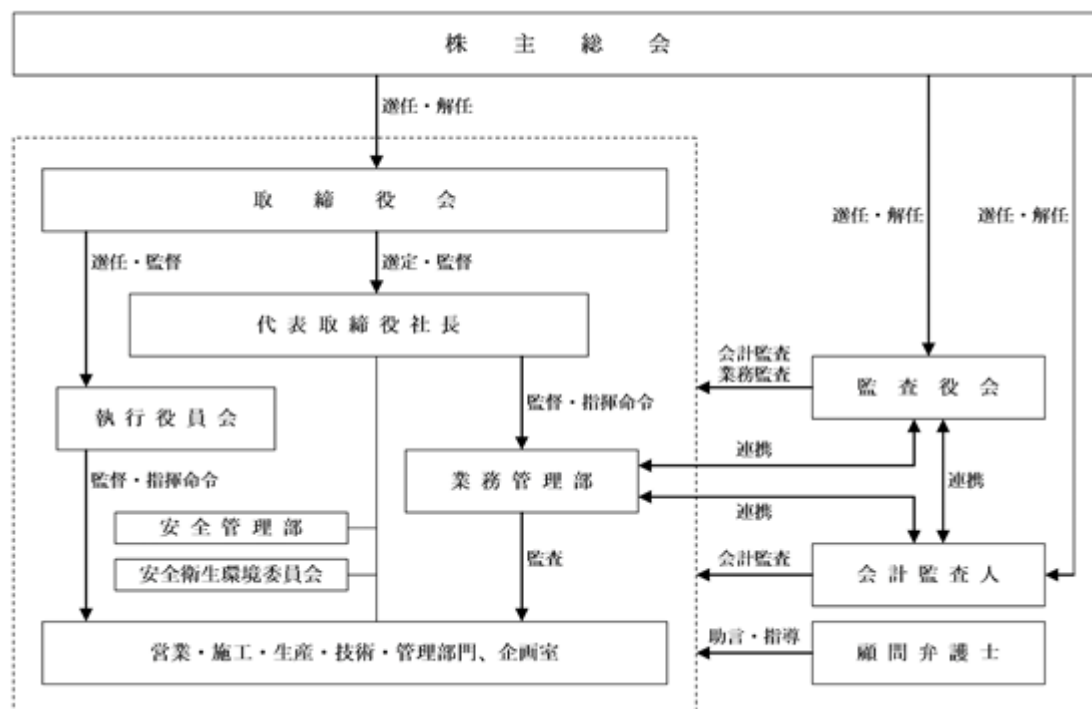 株主総会
選任・解任
取締役会
選任・解任
選任・解任
選任・監督
選定・監督
代表取締役社長
会計監査
業務監査
監査役会
執行役員会
監督・指揮命令
連携
監督・指揮命令
業務管理部
連携
連携
安全管理部
監査
会計監査
会計監査人
安全衛生環境委員会
営業・施工・生産・技術・管理部門、企画室
助言・指導
顧問弁護士